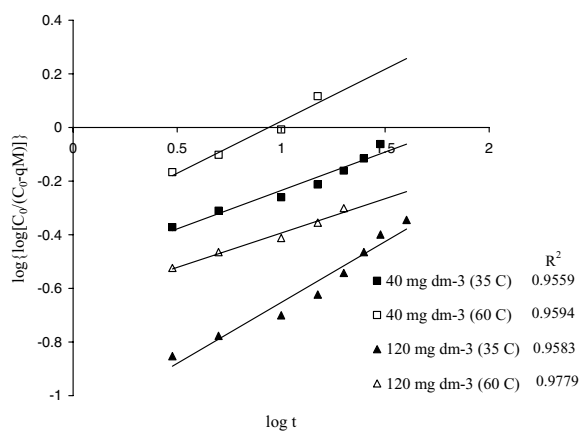 0.4
0.2
0
-0.2
-0.4
-0.6
-0.8
-1
0 0.5 1 1.5 2
log{log[C0/(C0-qM)]}
log t
R2
40 mg dm-3 (35 C) 0.9559
40 mg dm-3 (60 C) 0.9594
120 mg dm-3 (35 C) 0.9583
120 mg dm-3 (60 C) 0.9779